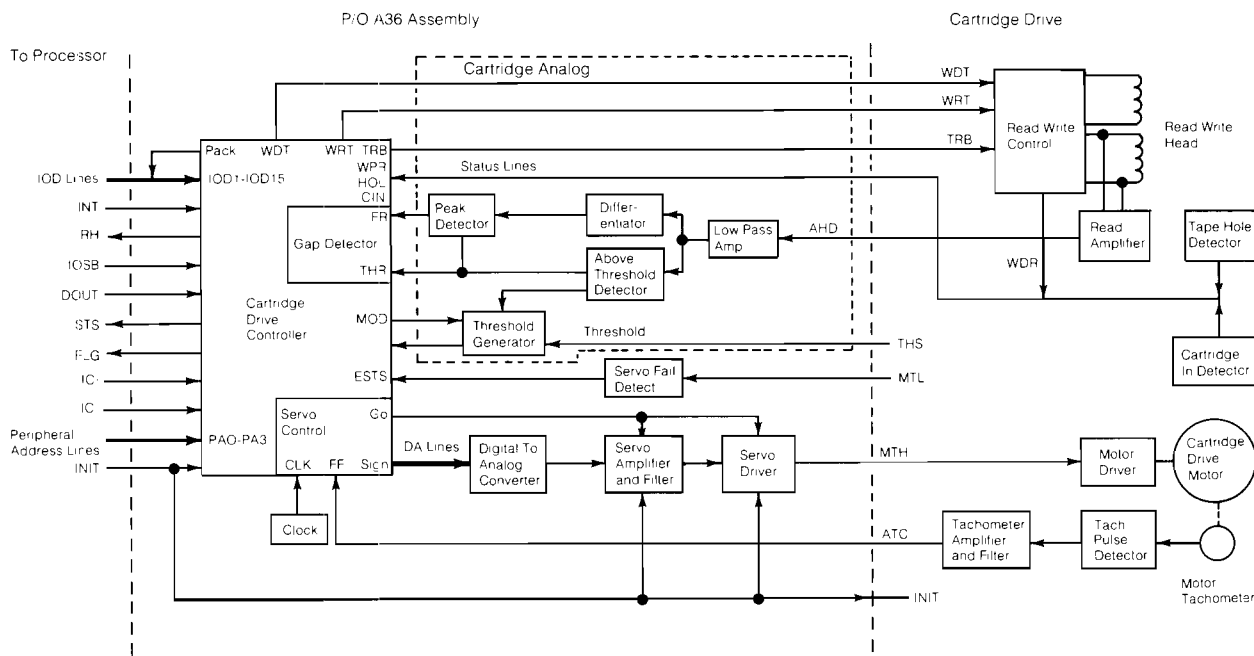 P/O A36 Assembly
Cartridge Drive
To Processor
Cartridge Analog
WDT
WRT
TRB
Read Write
Control
Read Write
Head
Pack
WDT
WRT
TRB
WPR
HOL
CIN
Status Lines
IOD Lines
IOD1-IOD15
INT
RH
IOSB
DOUT
STS
FLG
IC
IC
Peripheral
Address Lines
INIT
FR
Gap Detector
THR
Peak
Detector
Differ-
entiator
Low Pass
Amp
AHD
Read
Amplifier
Tape Hole
Detector
WDR
Above
Threshold
Detector
Cartridge
Drive
Controller
MOD
Threshold
Generator
Threshold
THS
Cartridge
In Detector
ESTS
Servo Fail
Detect
MTL
Servo
Control
Go
PAO-PA3
CLK
FF
Sign
DA Lines
Digital To
Analog
Converter
Servo
Amplifier
and Filter
Servo
Driver
MTH
Motor
Driver
Cartridge
Drive
Motor
Clock
ATC
Tachometer
Amplifier
and Filter
Tach
Pulse
Detector
Motor
Tachometer
INIT